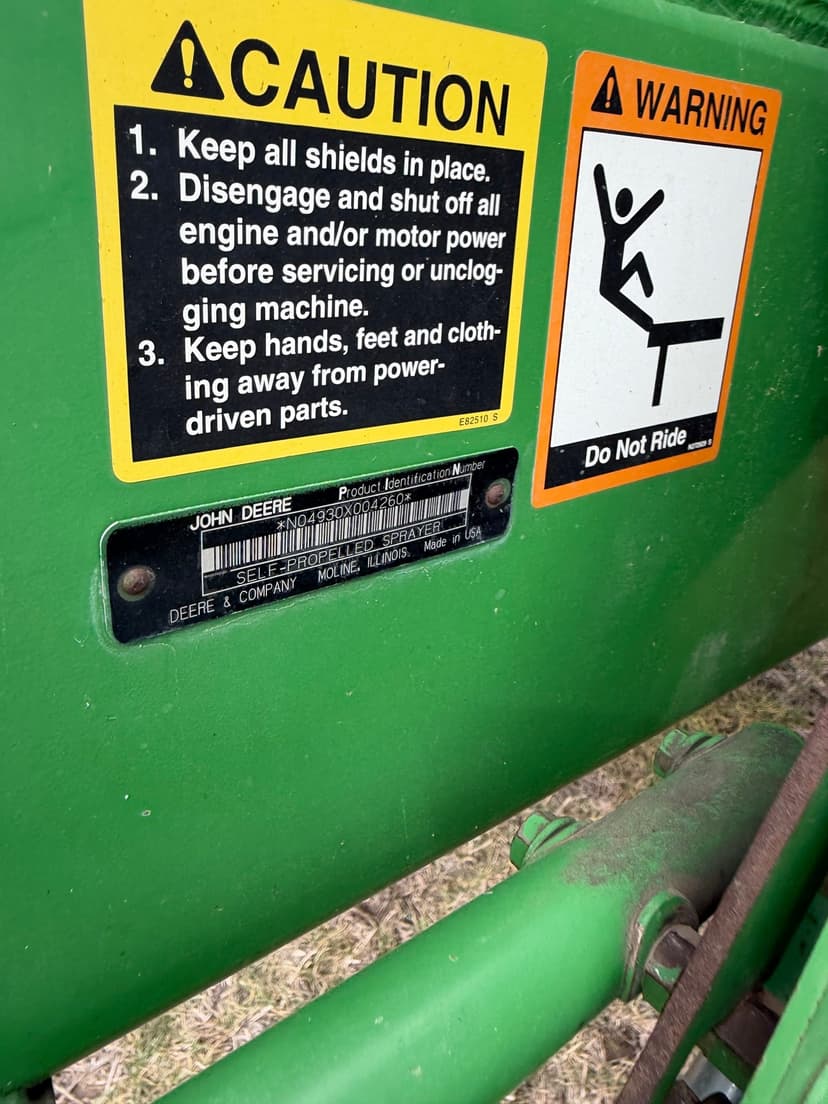 CAUTION
1. Keep all shields in place.
2. Disengage and shut off all
engine and/or motor power
before servicing or unclog-
ging machine.
3. Keep hands, feet and cloth-
ing away from power-
driven parts.
E82510 S
WARNING
Do Not Ride
JOHN DEERE Product Identification Number
*N04930X004260*
SELF-PROPELLED SPRAYER
DEERE & COMPANY MOLINE, ILLINOIS. Made in USA